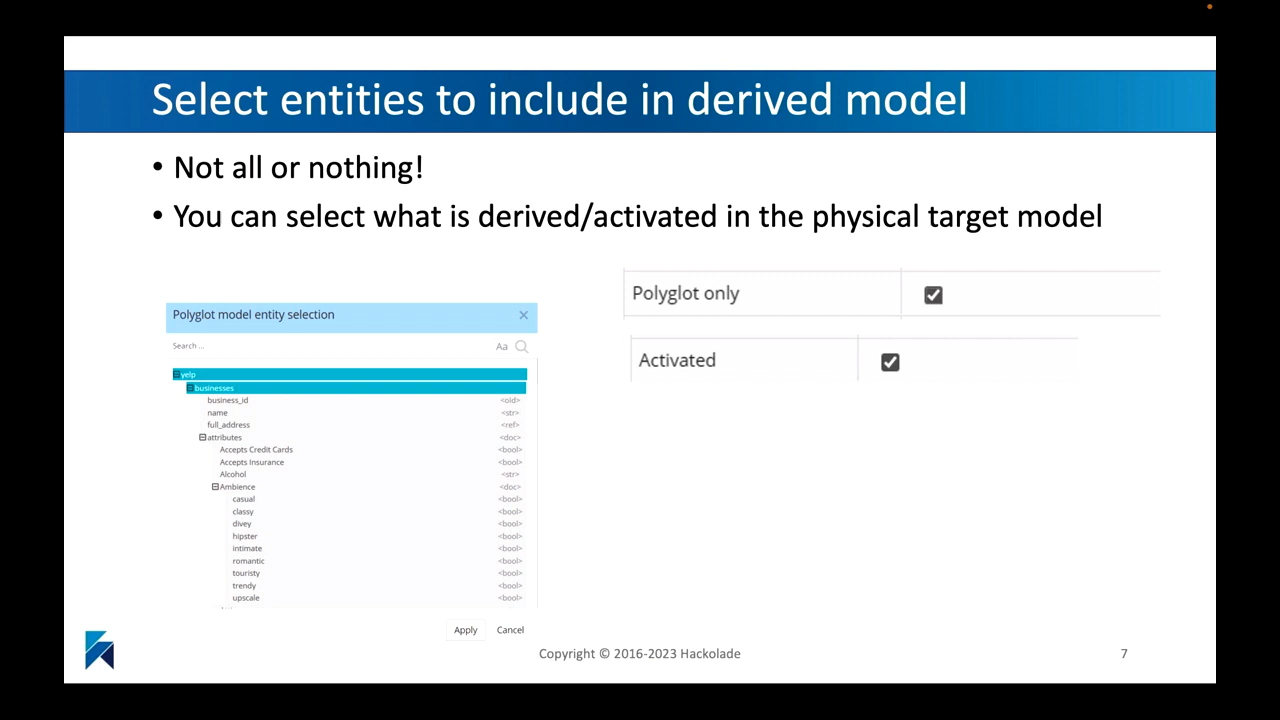 Select entities to include in derived model
• Not all or nothing!
• You can select what is derived/activated in the physical target model
Polyglot model entity selection ×
Search ... Aa
yelp
businesses
business_id <oId>
name <str>
full_address <ref>
attributes <doc>
Accepts Credit Cards <bool>
Accepts Insurance <bool>
Alcohol <str>
Ambience <doc>
casual <bool>
classy <bool>
divey <bool>
hipster <bool>
intimate <bool>
romantic <bool>
touristy <bool>
trendy <bool>
upscale <bool>
Apply Cancel
Polyglot only
Activated
Copyright © 2016-2023 Hackolade
7